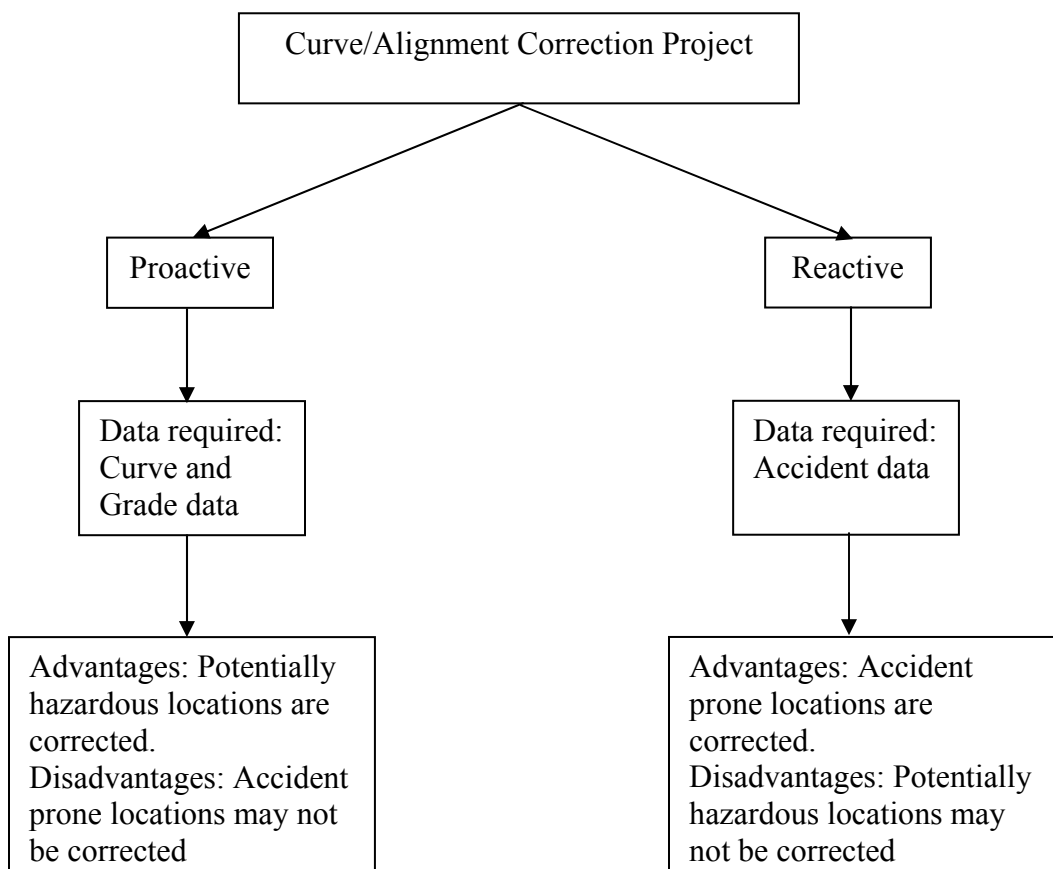 Curve/Alignment Correction Project
Proactive
Reactive
Data required:
Curve and
Grade data
Data required:
Accident data
Advantages: Potentially
hazardous locations are
corrected.
Disadvantages: Accident
prone locations may not
be corrected
Advantages: Accident
prone locations are
corrected.
Disadvantages: Potentially
hazardous locations may
not be corrected